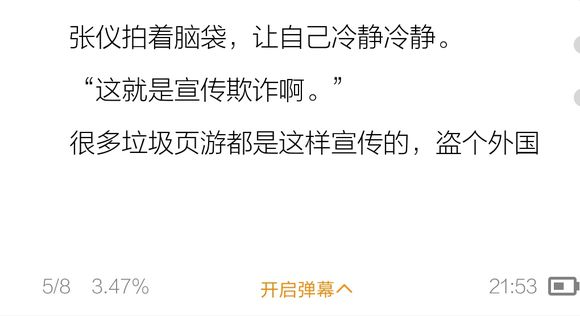 张仪拍着脑袋，让自己冷静冷静。
“这就是宣传欺诈啊。”
很多垃圾页游都是这样宣传的，盗个外国
5/8 3.47% 开启弹幕 21:53